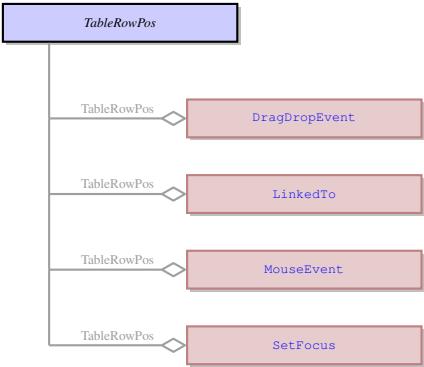 TableRowPos
TableRowPos
DragDropEvent
TableRowPos
LinkedTo
TableRowPos
MouseEvent
TableRowPos
SetFocus